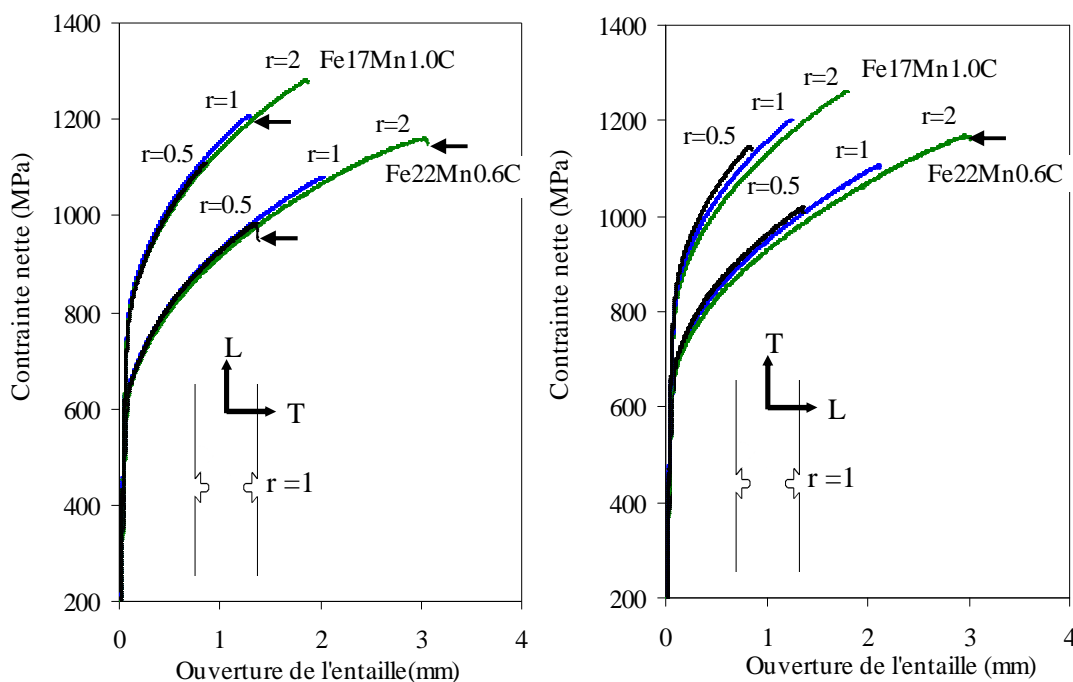 1400
1200
1000
800
600
400
200
0
1
2
3
4
Contrainte nette (MPa)
Ouverture de l'entaille(mm)
r=2
Fe17Mn1.0C
r=1
r=0.5
r=2
r=1
Fe22Mn0.6C
r=0.5
L
T
r =1
1400
1200
1000
800
600
400
200
0
1
2
3
4
Contrainte nette (MPa)
Ouverture de l'entaille (mm)
Fe17Mn1.0C
r=2
r=1
r=0.5
r=2
r=1
Fe22Mn0.6C
r=0.5
T
L
r =1